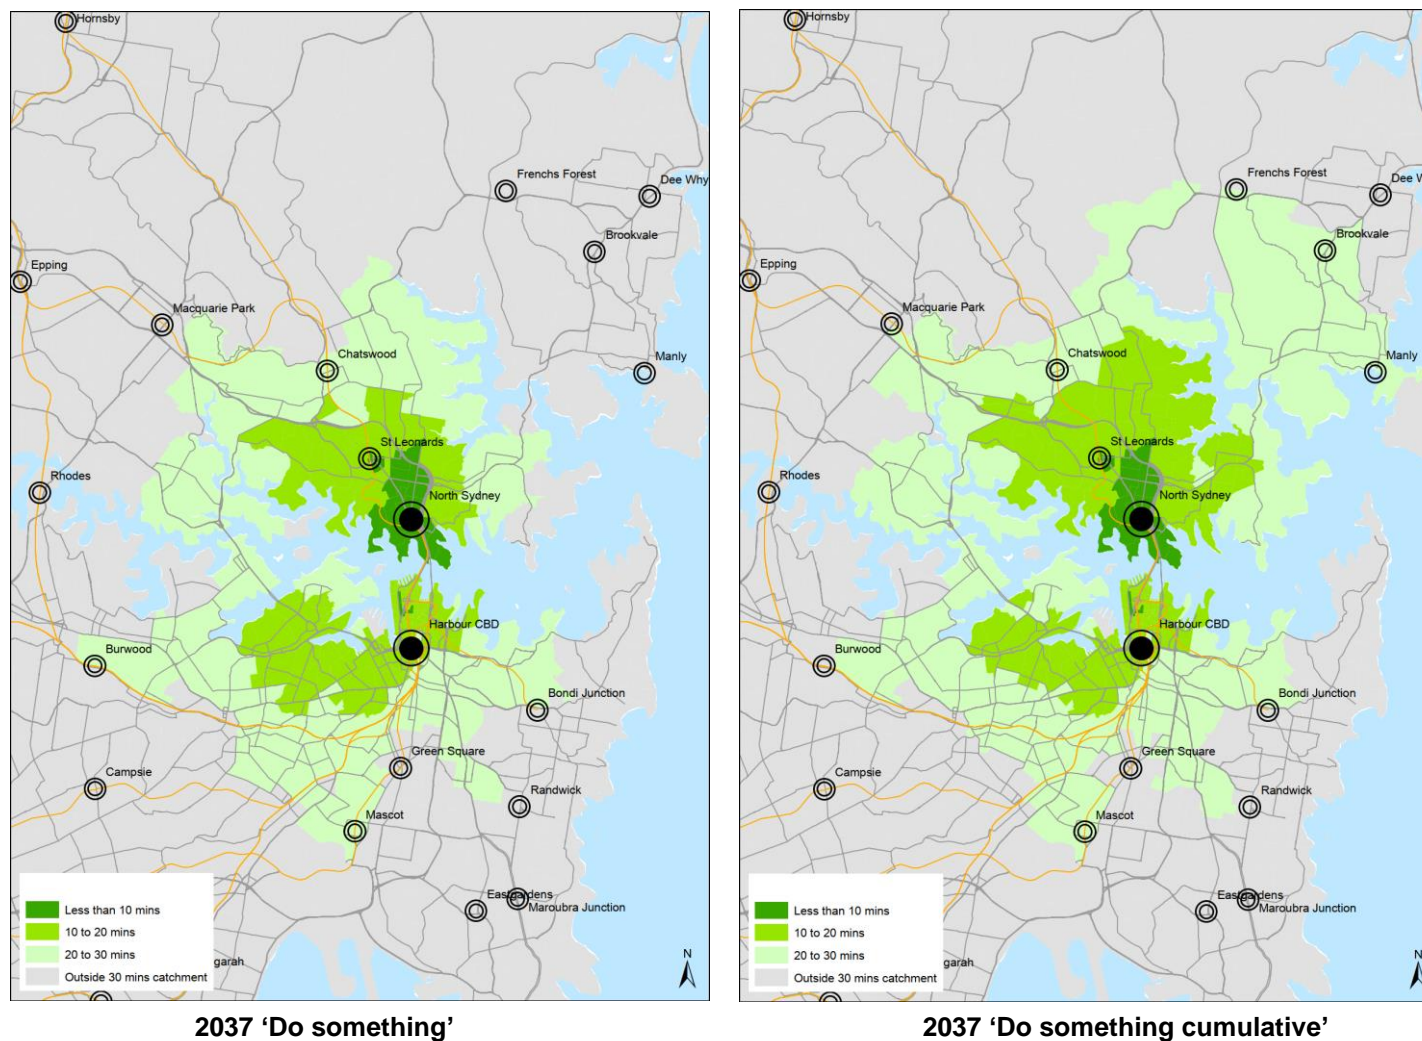 Hornsby
Frenchs Forest
Dee Why
Brookvale
Epping
Macquarie Park
Chatswood
Manly
St Leonards
Rhodes
North Sydney
Harbour CBD
Burwood
Bondi Junction
Green Square
Campsie
Randwick
Mascot
Eastgardens
Maroubra Junction
garah
Less than 10 mins
10 to 20 mins
20 to 30 mins
Outside 30 mins catchment
N
2037 ‘Do something’
Hornsby
Frenchs Forest
Dee W
Brookvale
Epping
Macquarie Park
Chatswood
Manly
St Leonards
Rhodes
North Sydney
Harbour CBD
Burwood
Bondi Junction
Green Square
Campsie
Randwick
Mascot
Eastgardens
Maroubra Junction
garah
Less than 10 mins
10 to 20 mins
20 to 30 mins
Outside 30 mins catchment
N
2037 ‘Do something cumulative’